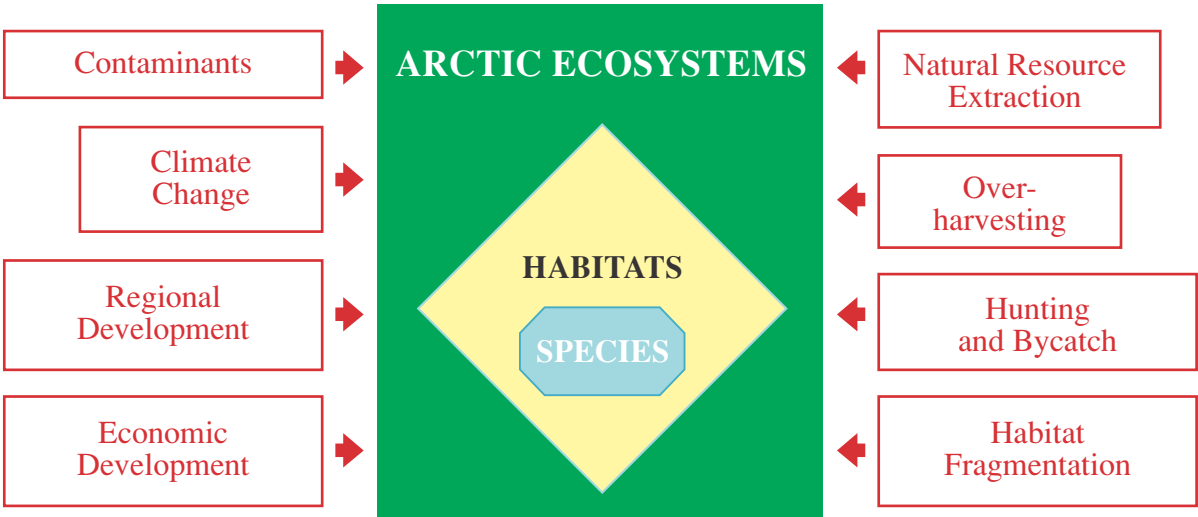 Contaminants
Climate
Change
Regional
Development
Economic
Development
ARCTIC ECOSYSTEMS
HABITATS
SPECIES
Natural Resource
Extraction
Over-
harvesting
Hunting
and Bycatch
Habitat
Fragmentation